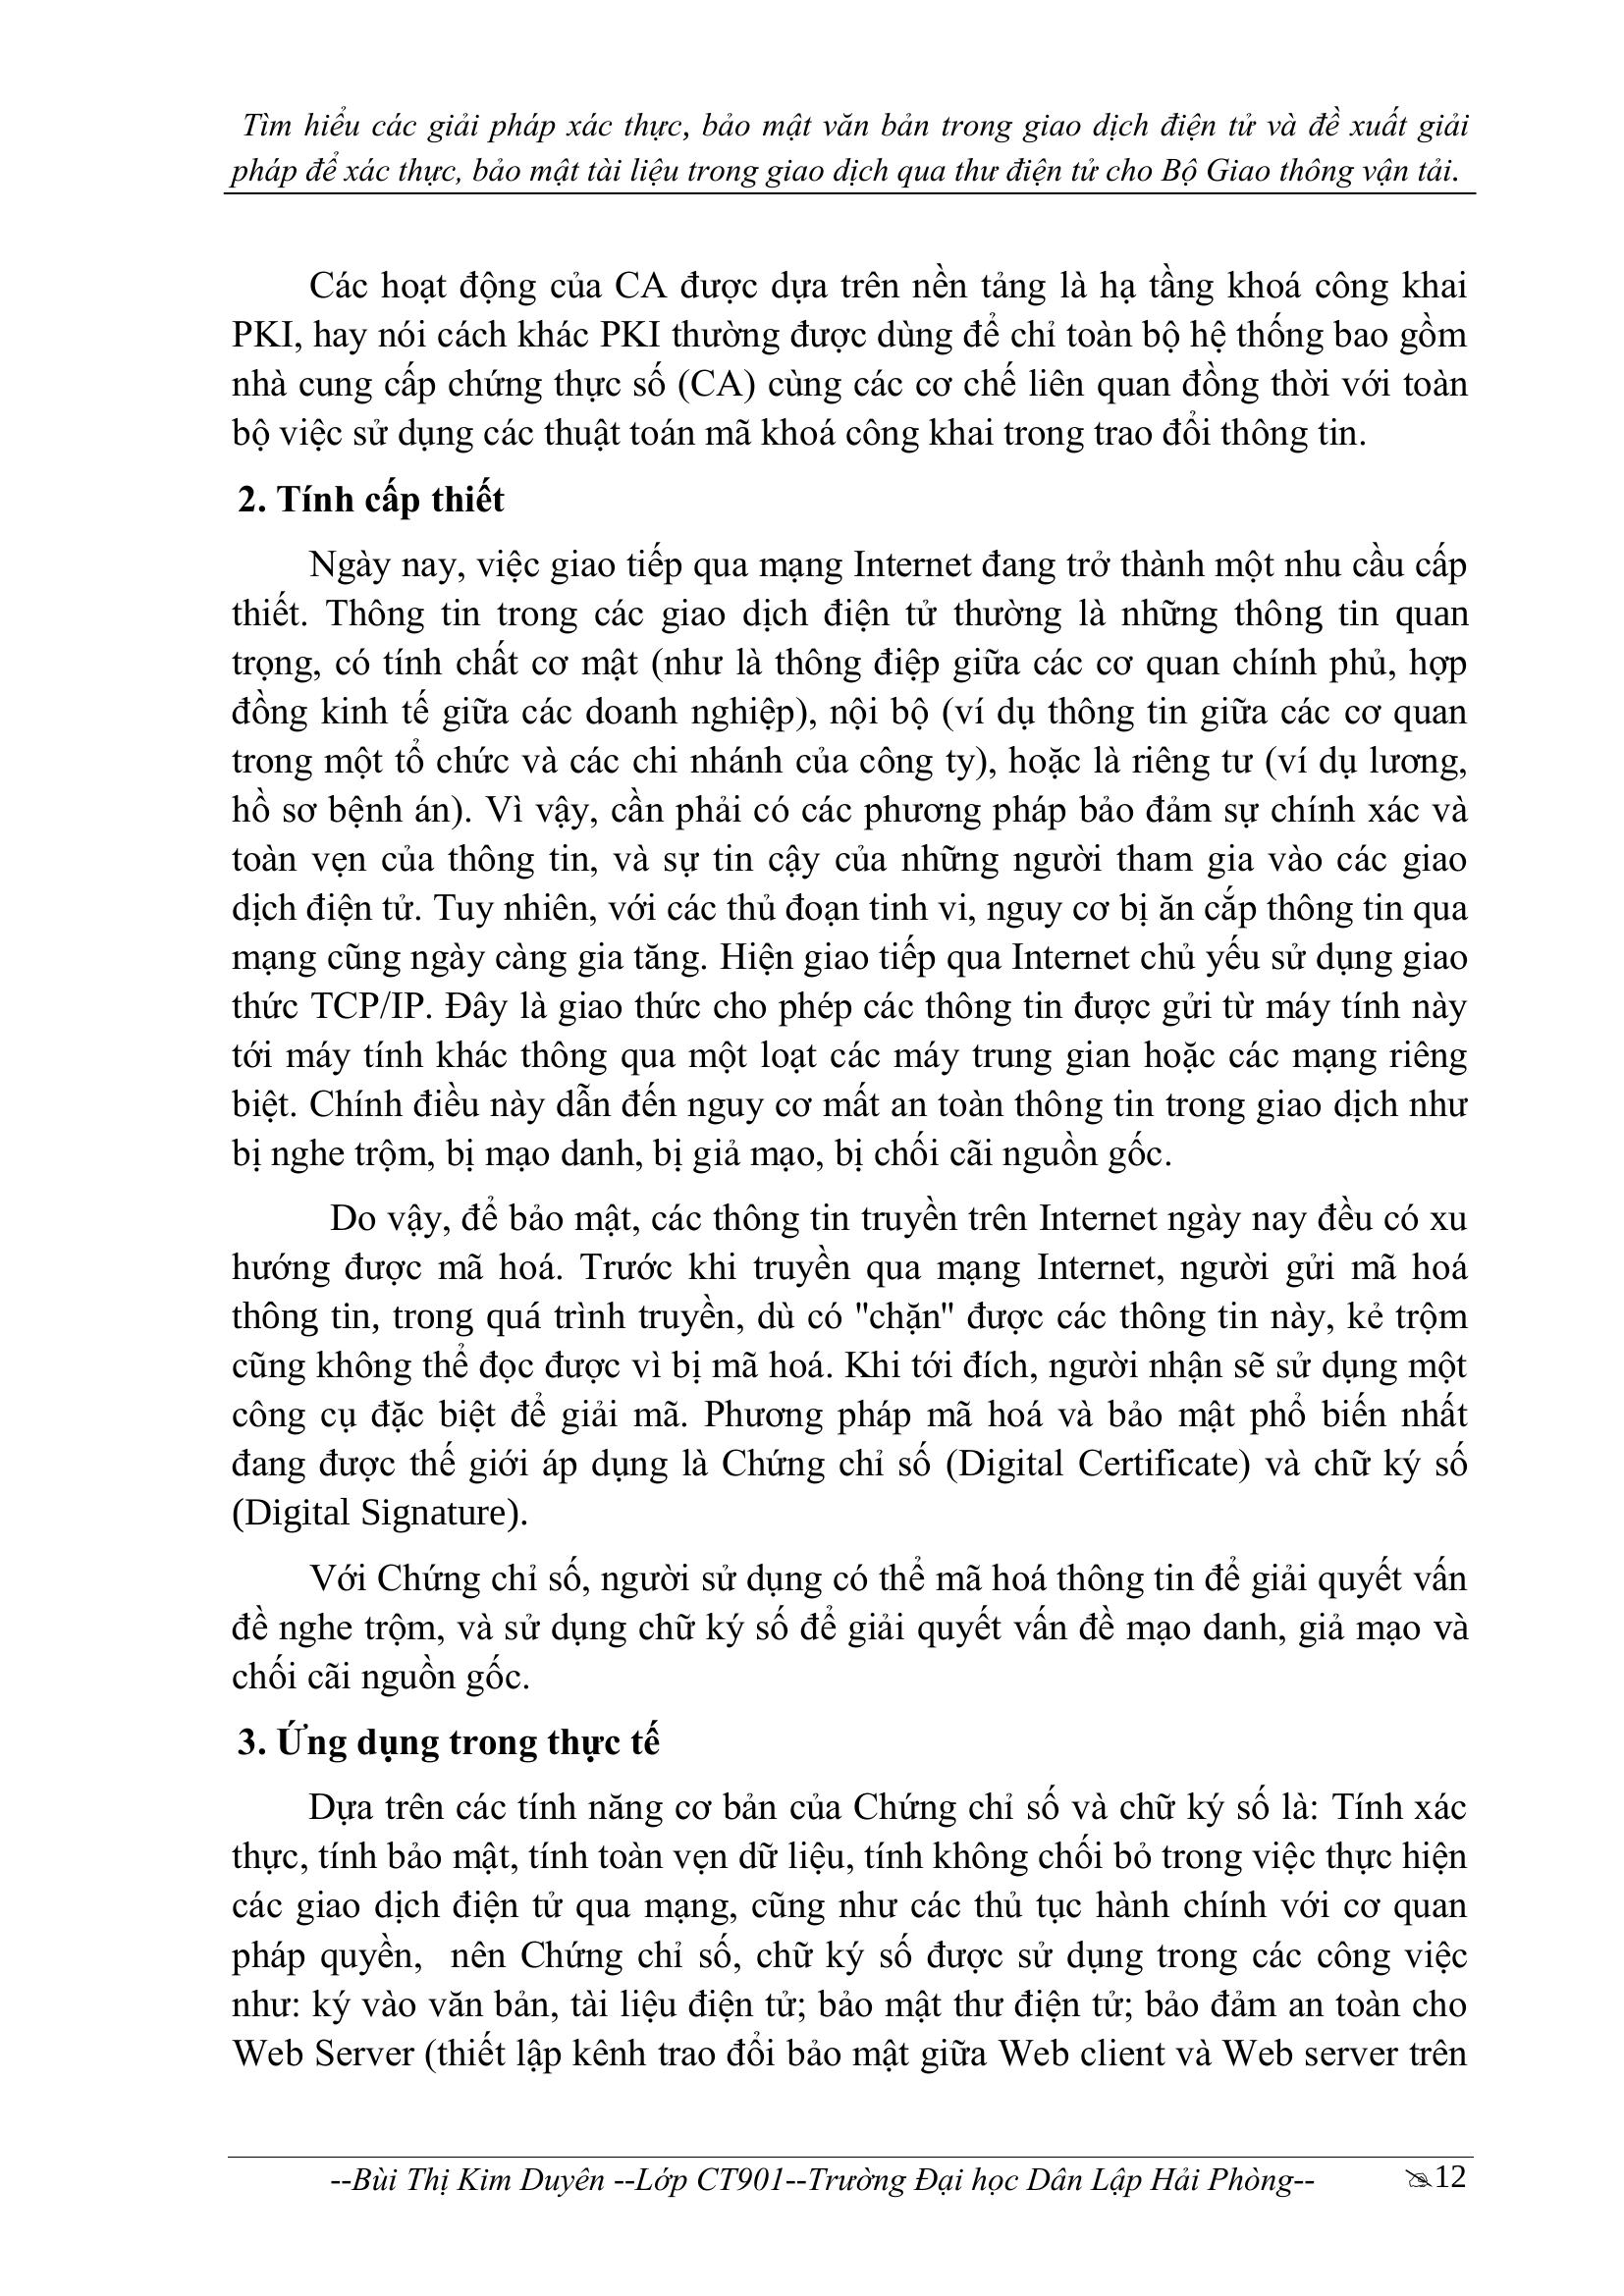 Tìm hiểu các giải pháp xác thực, bảo mật văn bản trong giao dịch điện tử và đề xuất giải
pháp để xác thực, bảo mật tài liệu trong giao dịch qua thư điện tử cho Bộ Giao thông vận tải.
Các hoạt động của CA được dựa trên nền tảng là hạ tầng khoá công khai
PKI, hay nói cách khác PKI thường được dùng để chỉ toàn bộ hệ thống bao gồm
nhà cung cấp chứng thực số (CA) cùng các cơ chế liên quan đồng thời với toàn
bộ việc sử dụng các thuật toán mã khoá công khai trong trao đổi thông tin.
2. Tính cấp thiết
Ngày nay, việc giao tiếp qua mạng Internet đang trở thành một nhu cầu cấp
thiết. Thông tin trong các giao dịch điện tử thường là những thông tin quan
trọng, có tính chất cơ mật (như là thông điệp giữa các cơ quan chính phủ, hợp
đồng kinh tế giữa các doanh nghiệp), nội bộ (ví dụ thông tin giữa các cơ quan
trong một tổ chức và các chi nhánh của công ty), hoặc là riêng tư (ví dụ lương,
hồ sơ bệnh án). Vì vậy, cần phải có các phương pháp bảo đảm sự chính xác và
toàn vẹn của thông tin, và sự tin cậy của những người tham gia vào các giao
dịch điện tử. Tuy nhiên, với các thủ đoạn tinh vi, nguy cơ bị ăn cắp thông tin qua
mạng cũng ngày càng gia tăng. Hiện giao tiếp qua Internet chủ yếu sử dụng giao
thức TCP/IP. Đây là giao thức cho phép các thông tin được gửi từ máy tính này
tới máy tính khác thông qua một loạt các máy trung gian hoặc các mạng riêng
biệt. Chính điều này dẫn đến nguy cơ mất an toàn thông tin trong giao dịch như
bị nghe trộm, bị mạo danh, bị giả mạo, bị chối cãi nguồn gốc.
Do vậy, để bảo mật, các thông tin truyền trên Internet ngày nay đều có xu
hướng được mã hoá. Trước khi truyền qua mạng Internet, người gửi mã hoá
thông tin, trong quá trình truyền, dù có "chặn" được các thông tin này, kẻ trộm
cũng không thể đọc được vì bị mã hoá. Khi tới đích, người nhận sẽ sử dụng một
công cụ đặc biệt để giải mã. Phương pháp mã hoá và bảo mật phổ biến nhất
đang được thế giới áp dụng là Chứng chỉ số (Digital Certificate) và chữ ký số
(Digital Signature).
Với Chứng chỉ số, người sử dụng có thể mã hoá thông tin để giải quyết vấn
đề nghe trộm, và sử dụng chữ ký số để giải quyết vấn đề mạo danh, giả mạo và
chối cãi nguồn gốc.
3. Ứng dụng trong thực tế
Dựa trên các tính năng cơ bản của Chứng chỉ số và chữ ký số là: Tính xác
thực, tính bảo mật, tính toàn vẹn dữ liệu, tính không chối bỏ trong việc thực hiện
các giao dịch điện tử qua mạng, cũng như các thủ tục hành chính với cơ quan
pháp quyền, nên Chứng chỉ số, chữ ký số được sử dụng trong các công việc
như: ký vào văn bản, tài liệu điện tử; bảo mật thư điện tử; bảo đảm an toàn cho
Web Server (thiết lập kênh trao đổi bảo mật giữa Web client và Web server trên
--Bùi Thị Kim Duyên --Lớp CT901--Trường Đại học Dân Lập Hải Phòng-- 12